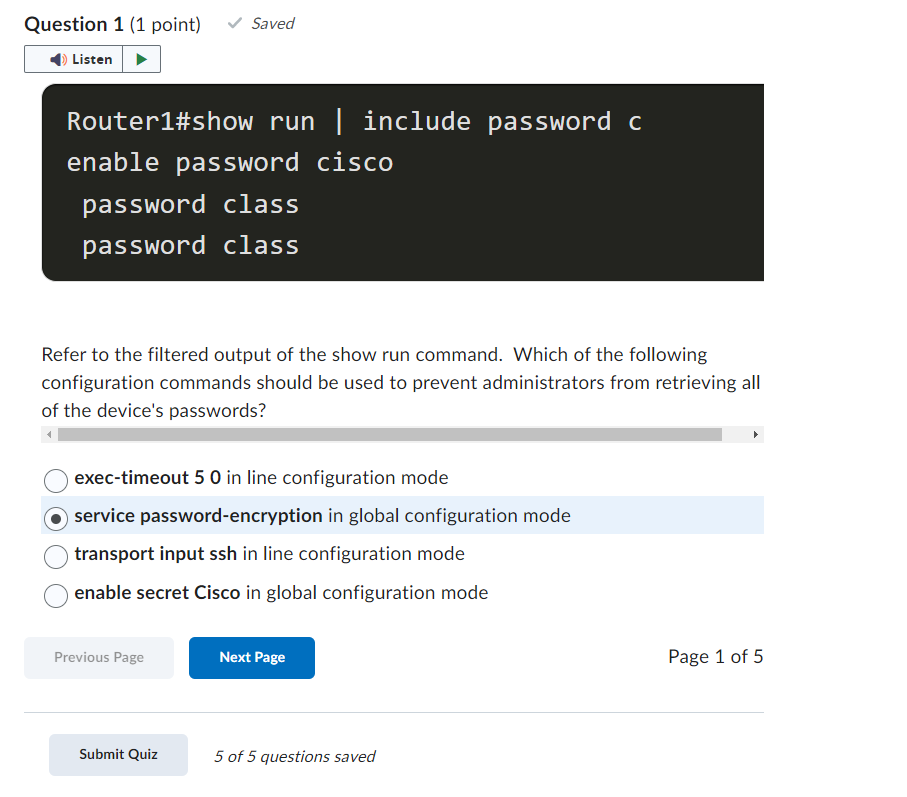 Question 1 (1 point) Saved
Listen
Router1#show run | include password c
enable password cisco
password class
password class
Refer to the filtered output of the show run command. Which of the following
configuration commands should be used to prevent administrators from retrieving all
of the device's passwords?
exec-timeout 5 0 in line configuration mode
service password-encryption in global configuration mode
transport input ssh in line configuration mode
enable secret Cisco in global configuration mode
Previous Page Next Page Page 1 of 5
Submit Quiz 5 of 5 questions saved